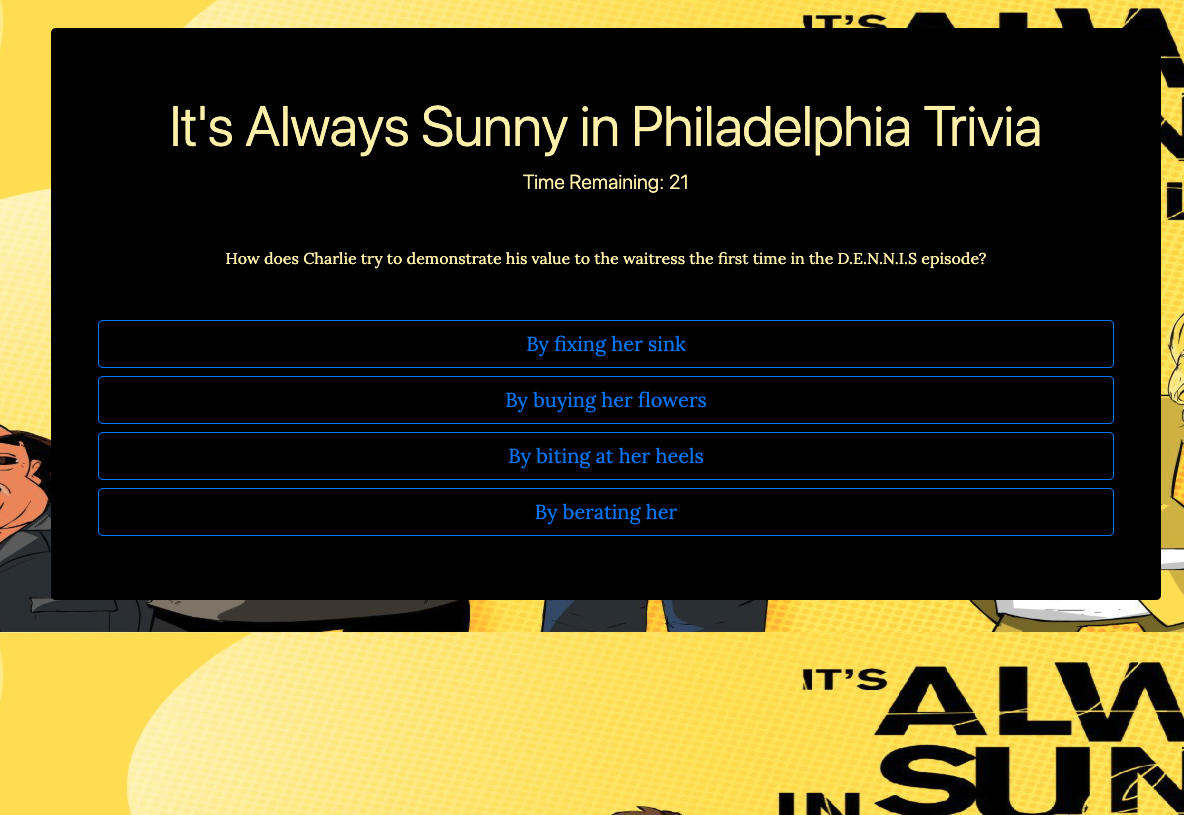 IT'S ALW
It's Always Sunny in Philadelphia Trivia
Time Remaining: 21
How does Charlie try to demonstrate his value to the waitress the first time in the D.E.N.N.I.S episode?
By fixing her sink
By buying her flowers
By biting at her heels
By berating her
IT'S ALW
IN SUN